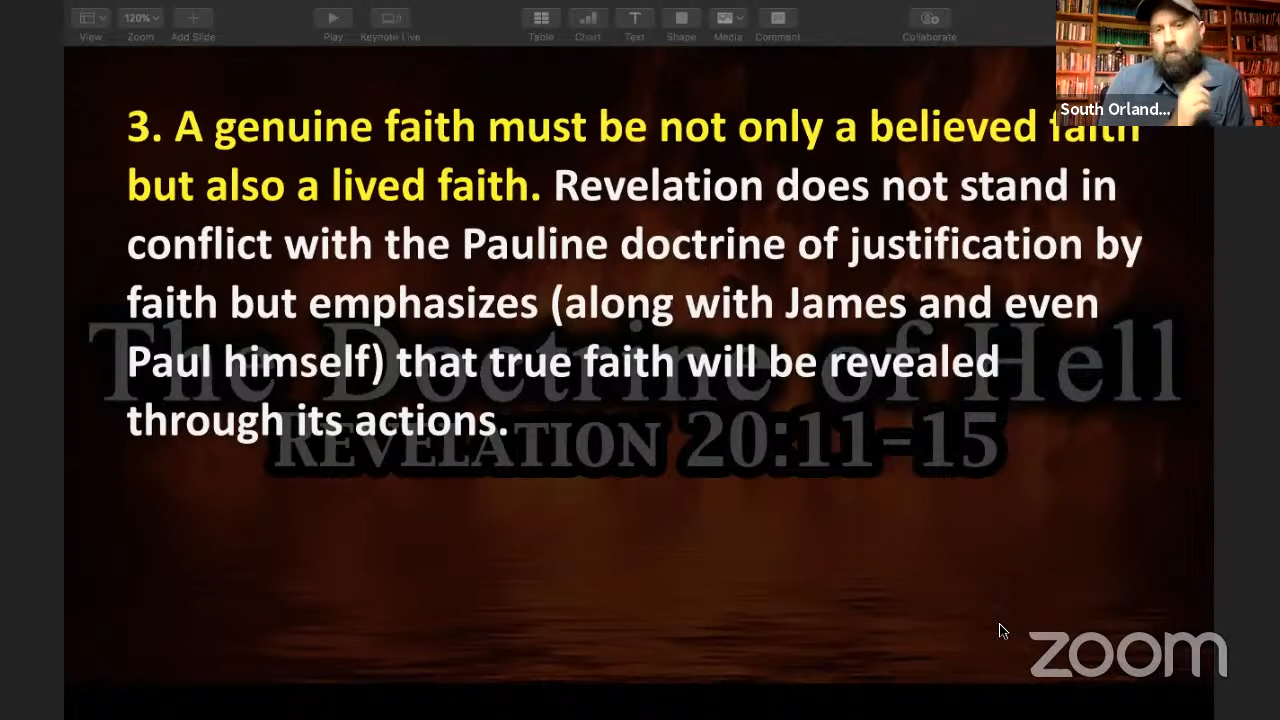 View
120%
Zoom
Add Slide
Play
Keynote Live
Table
Chart
Text
Shape
Media
Comment
Collaborate
South Orland...
3. A genuine faith must be not only a believed faith
but also a lived faith. Revelation does not stand in
conflict with the Pauline doctrine of justification by
faith but emphasizes (along with James and even
Paul himself) that true faith will be revealed
through its actions.
The Doctrine of Hell
REVELATION 20:11-15
zoom